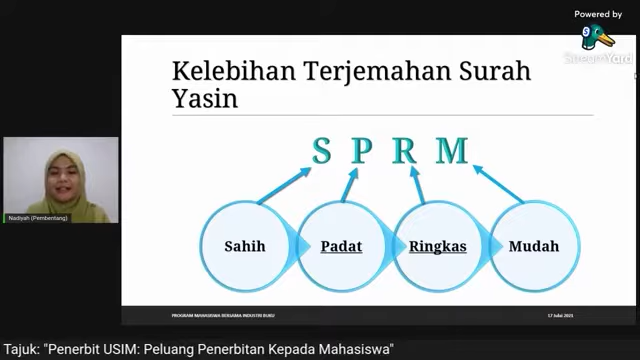 Powered by
StreamYard
Kelebihan Terjemahan Surah
Yasin
S P R M
Sahih
Padat
Ringkas
Mudah
Nadiyah (Pembentang)
PROGRAM MAHASISWA BERSAMA INDUSTRI BUKU
17 Julai 2021
Tajuk: "Penerbit USIM: Peluang Penerbitan Kepada Mahasiswa"